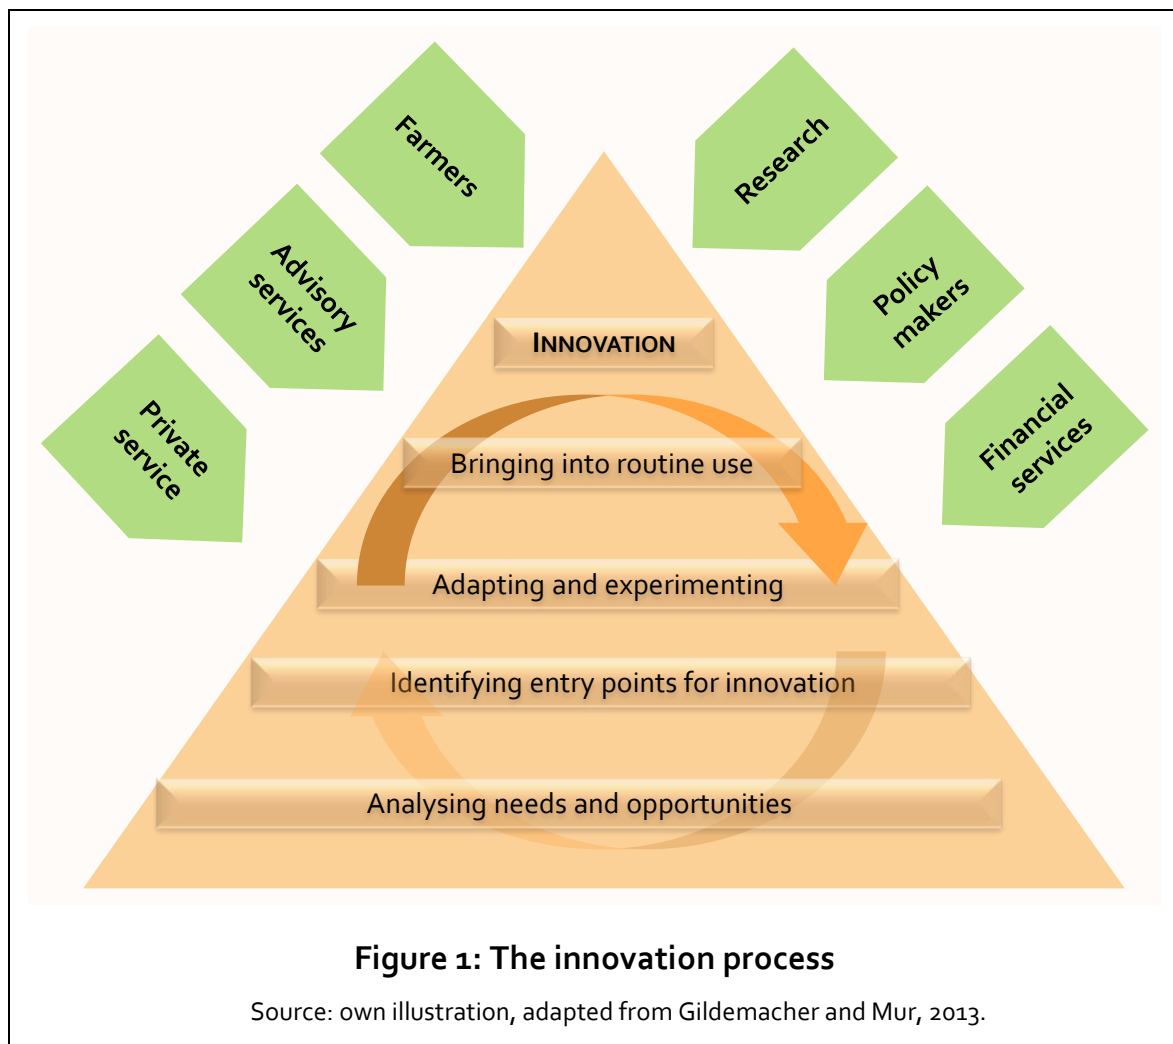 Farmers
Advisory
services
Private
service
Research
Policy
makers
Financial
services
INNOVATION
Bringing into routine use
Adapting and experimenting
Identifying entry points for innovation
Analysing needs and opportunities
Figure 1: The innovation process
Source: own illustration, adapted from Gildemacher and Mur, 2013.